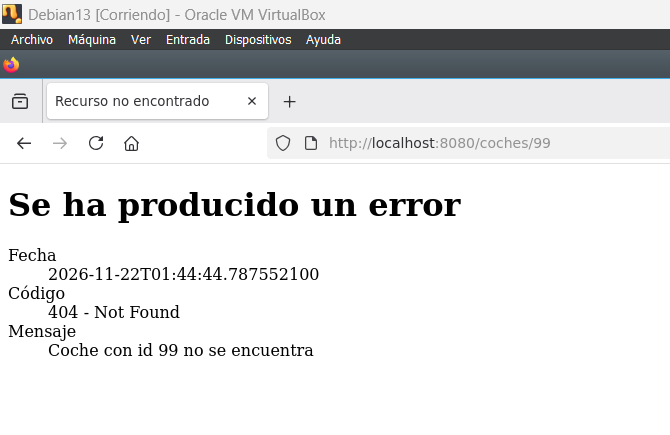 Debian13 [Corriendo] - Oracle VM VirtualBox
Archivo Máquina Ver Entrada Dispositivos Ayuda
Recurso no encontrado
http://localhost:8080/coches/99
Se ha producido un error
Fecha
2026-11-22T01:44:44.787552100
Código
404 - Not Found
Mensaje
Coche con id 99 no se encuentra